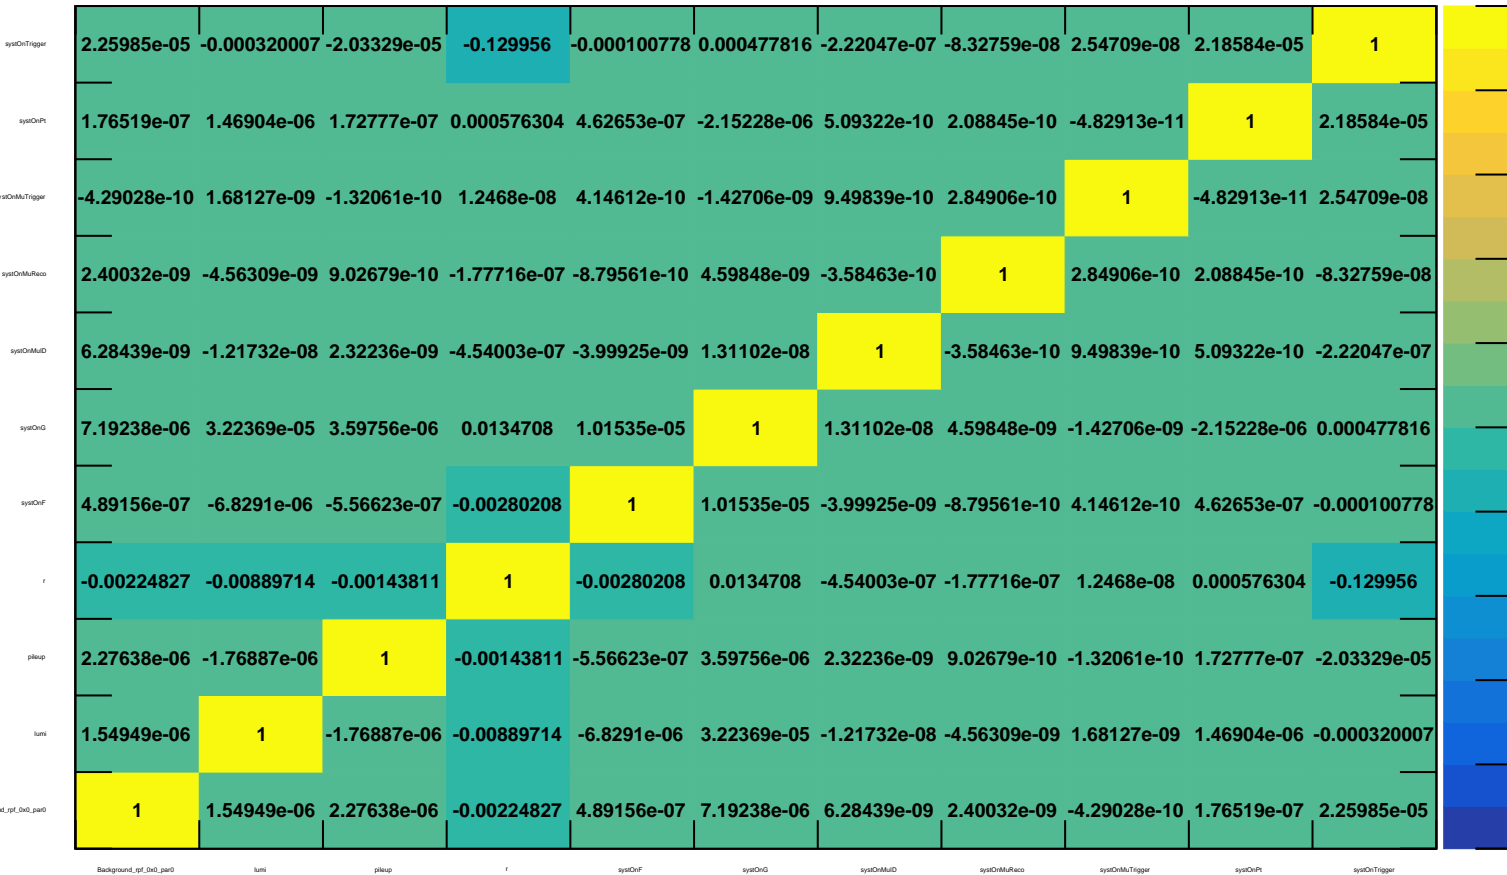 systOnTrigger 2.25985e-05 -0.000320007 -2.03329e-05 -0.129956 -0.000100778 0.000477816 -2.22047e-07 -8.32759e-08 2.54709e-08 2.18584e-05 1
systOnPt 1.76519e-07 1.46904e-06 1.72777e-07 0.000576304 4.62653e-07 -2.15228e-06 5.09322e-10 2.08845e-10 -4.82913e-11 1 2.18584e-05
stOnMuTrigger -4.29028e-10 1.68127e-09 -1.32061e-10 1.2468e-08 4.14612e-10 -1.42706e-09 9.49839e-10 2.84906e-10 1 -4.82913e-11 2.54709e-08
systOnMuReco 2.40032e-09 -4.56309e-09 9.02679e-10 -1.77716e-07 -8.79561e-10 4.59848e-09 -3.58463e-10 1 2.84906e-10 2.08845e-10 -8.32759e-08
systOnMuID 6.28439e-09 -1.21732e-08 2.32236e-09 -4.54003e-07 -3.99925e-09 1.31102e-08 1 -3.58463e-10 9.49839e-10 5.09322e-10 -2.22047e-07
systOnG 7.19238e-06 3.22369e-05 3.59756e-06 0.0134708 1.01535e-05 1 1.31102e-08 4.59848e-09 -1.42706e-09 -2.15228e-06 0.000477816
systOnF 4.89156e-07 -6.8291e-06 -5.56623e-07 -0.00280208 1 1.01535e-05 -3.99925e-09 -8.79561e-10 4.14612e-10 4.62653e-07 -0.000100778
r -0.00224827 -0.00889714 -0.00143811 1 -0.00280208 0.0134708 -4.54003e-07 -1.77716e-07 1.2468e-08 0.000576304 -0.129956
pileup 2.27638e-06 -1.76887e-06 1 -0.00143811 -5.56623e-07 3.59756e-06 2.32236e-09 9.02679e-10 -1.32061e-10 1.72777e-07 -2.03329e-05
lumi 1.54949e-06 1 -1.76887e-06 -0.00889714 -6.8291e-06 3.22369e-05 -1.21732e-08 -4.56309e-09 1.68127e-09 1.46904e-06 -0.000320007
d_rpf_0x0_par0 1 1.54949e-06 2.27638e-06 -0.00224827 4.89156e-07 7.19238e-06 6.28439e-09 2.40032e-09 -4.29028e-10 1.76519e-07 2.25985e-05
Background_rpf_0x0_par0 lumi pileup r systOnF systOnG systOnMuID systOnMuReco systOnMuTrigger systOnPt systOnTrigger